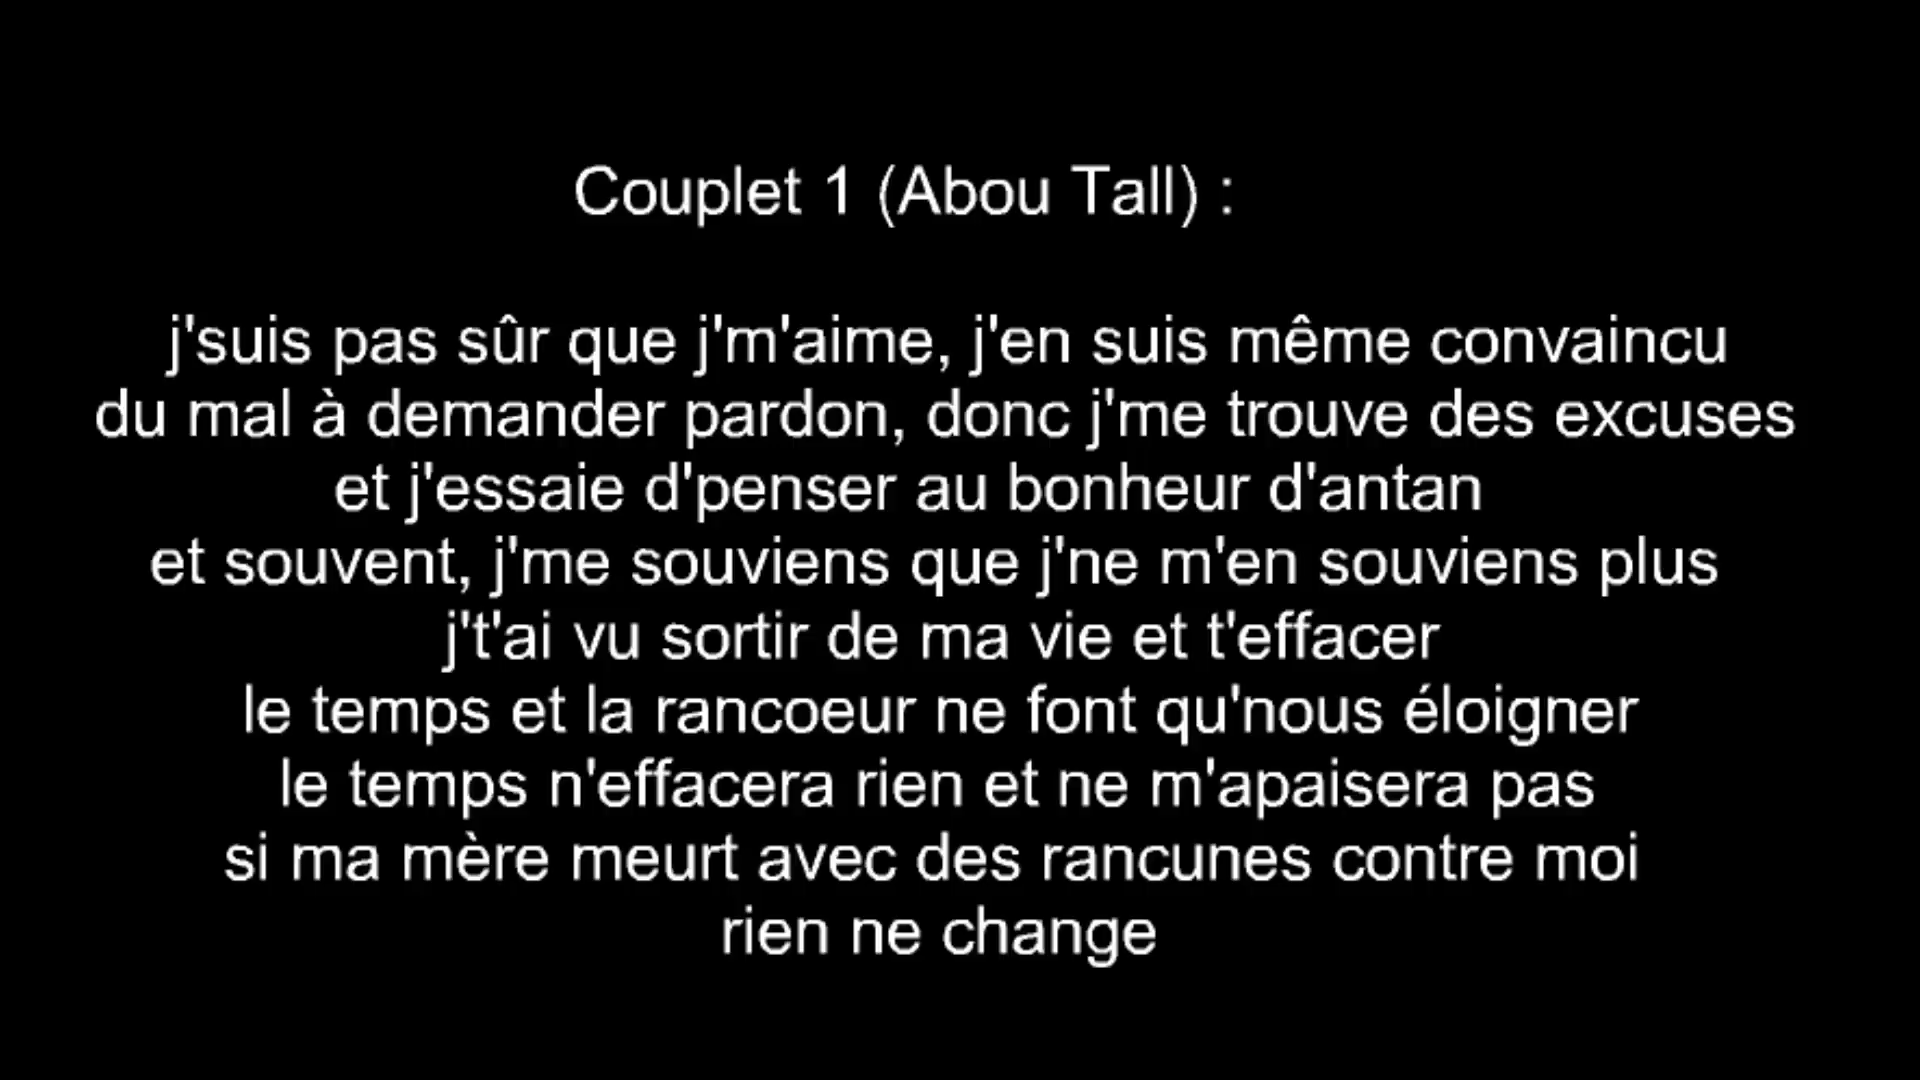 Couplet 1 (Abou Tall) :
j'suis pas sûr que j'm'aime, j'en suis même convaincu
du mal à demander pardon, donc j'me trouve des excuses
et j'essaie d'penser au bonheur d'antan
et souvent, j'me souviens que j'ne m'en souviens plus
j't'ai vu sortir de ma vie et t'effacer
le temps et la rancoeur ne font qu'nous éloigner
le temps n'effacera rien et ne m'apaisera pas
si ma mère meurt avec des rancunes contre moi
rien ne change